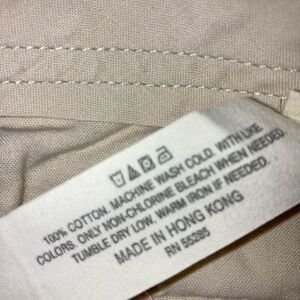 100% COTTON. MACHINE WASH COLD. WITH LIKE
COLORS. ONLY NON-CHLORINE BLEACH WHEN NEEDED.
TUMBLE DRY LOW. WARM IRON IF NEEDED.
MADE IN HONG KONG
RN 55285